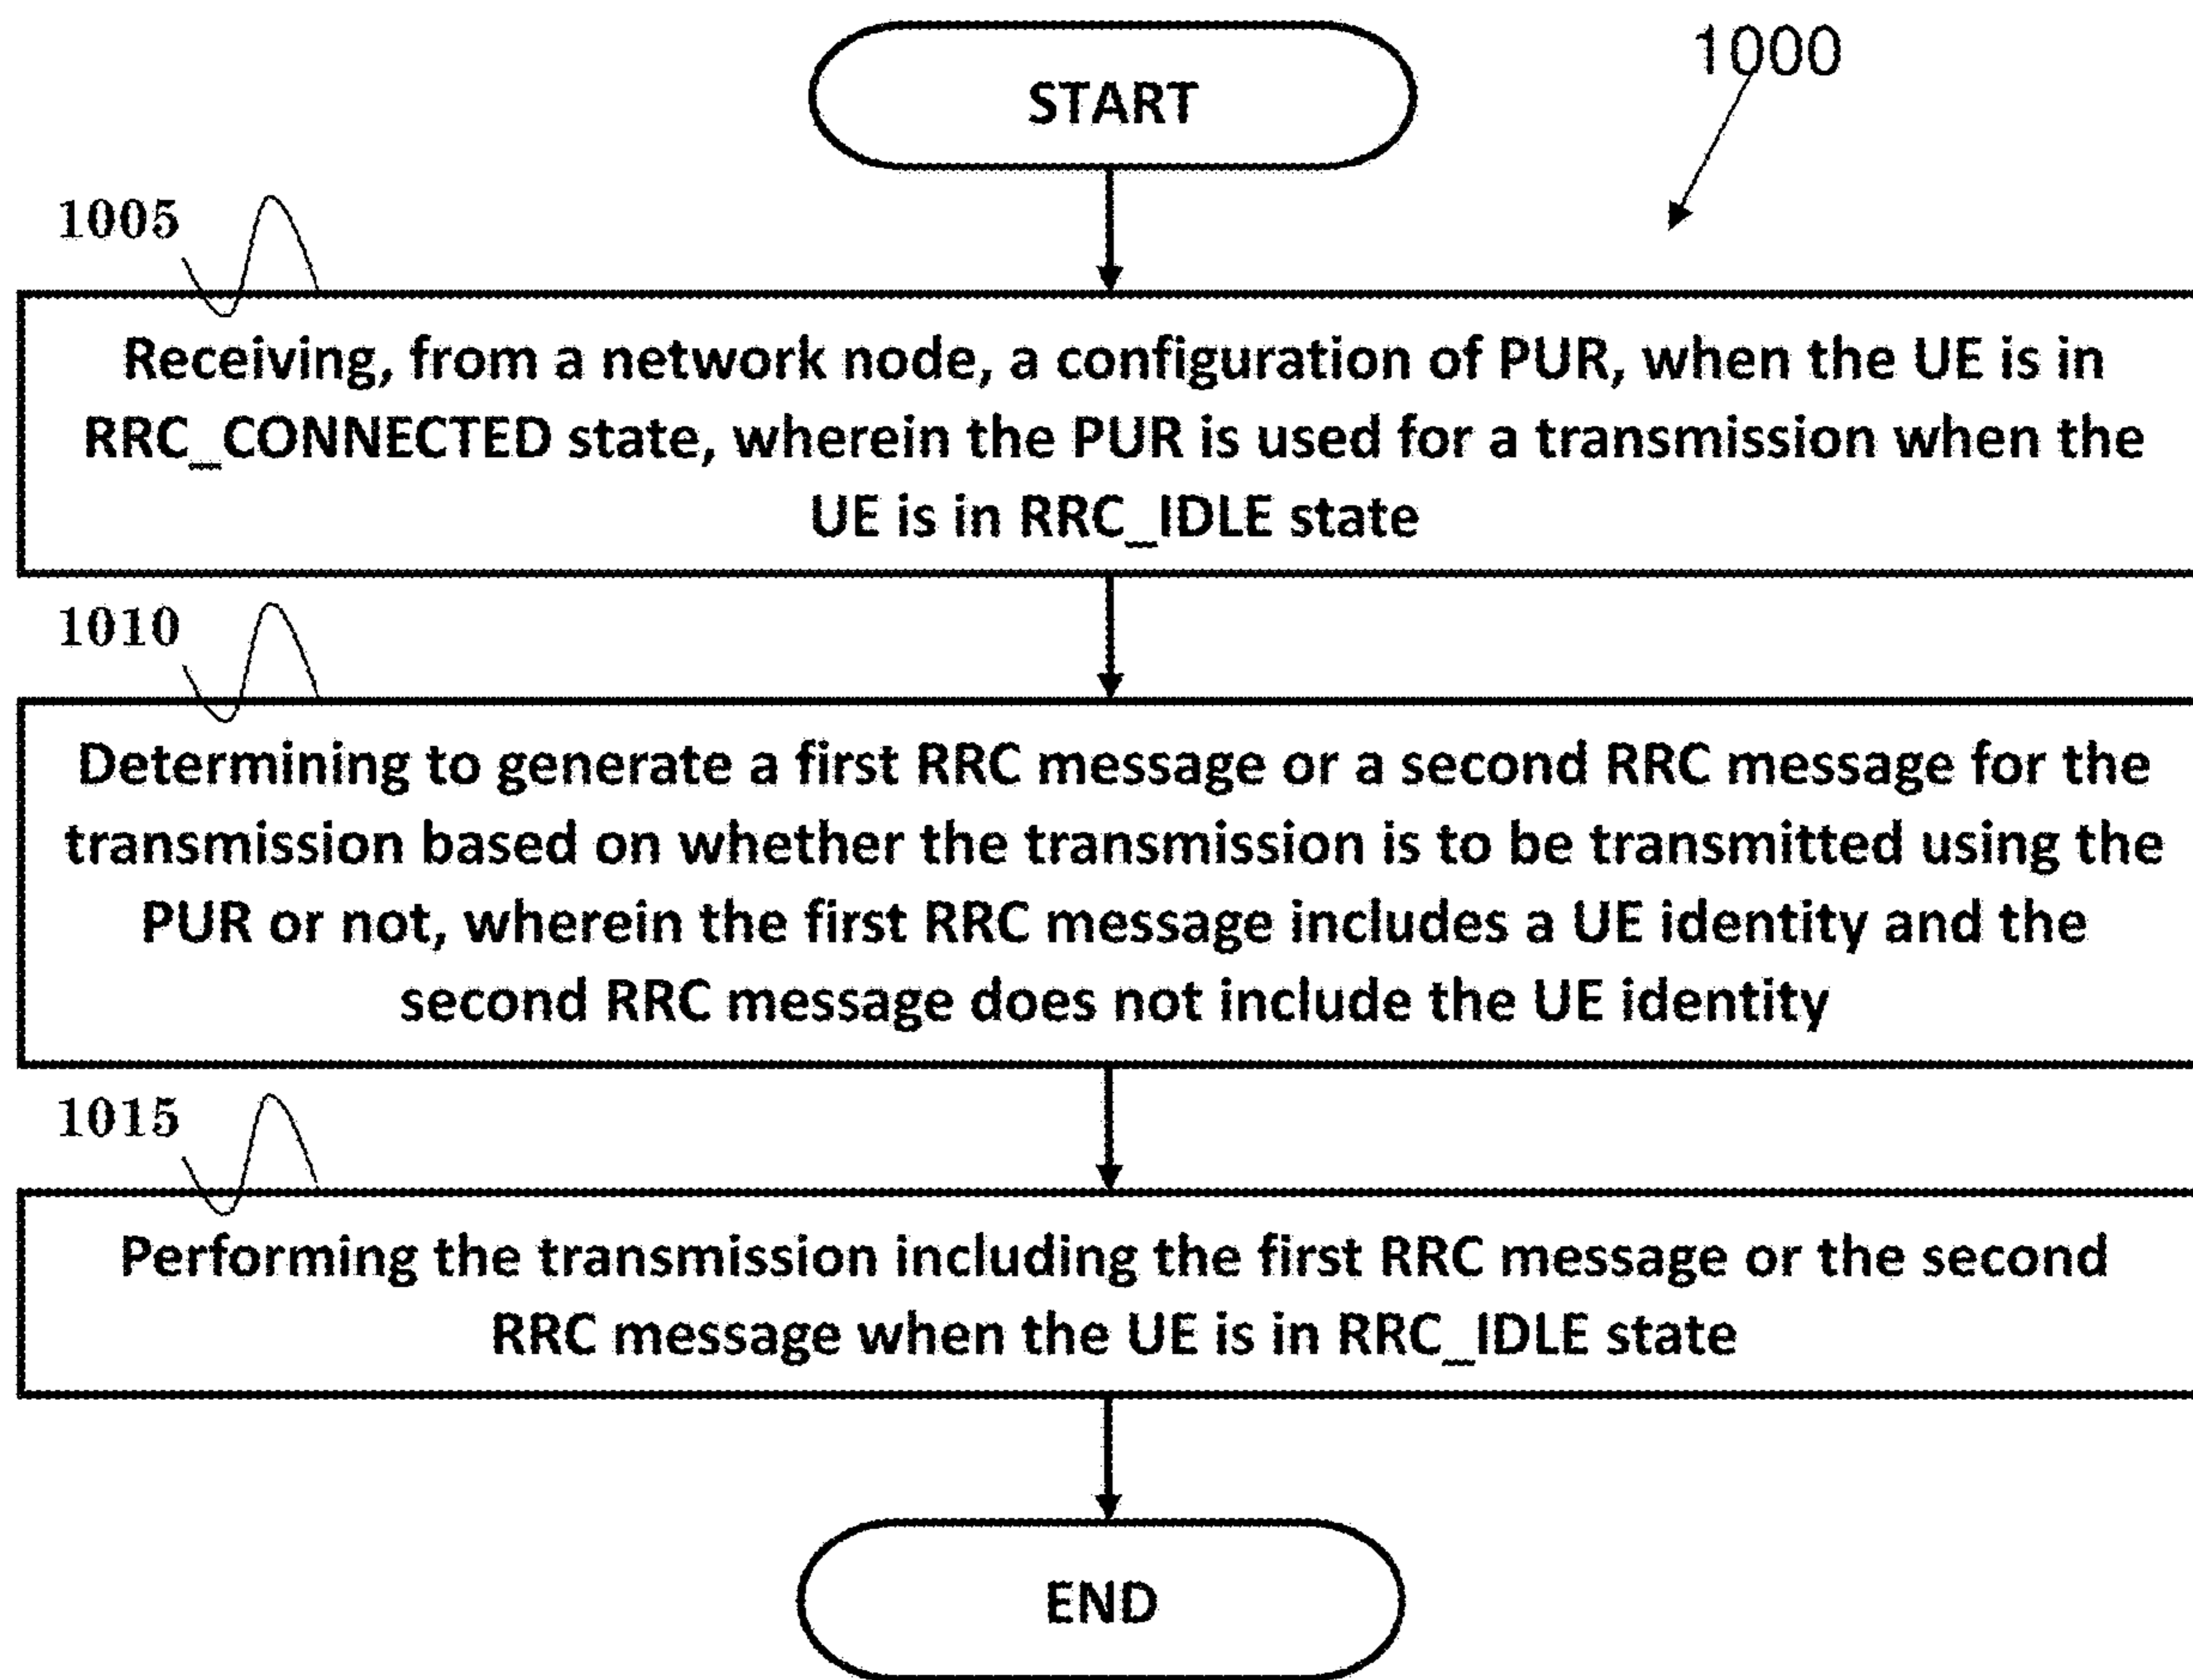 START
1000
1005
Receiving, from a network node, a configuration of PUR, when the UE is in
RRC_CONNECTED state, wherein the PUR is used for a transmission when the
UE is in RRC_IDLE state
1010
Determining to generate a first RRC message or a second RRC message for the
transmission based on whether the transmission is to be transmitted using the
PUR or not, wherein the first RRC message includes a UE identity and the
second RRC message does not include the UE identity
1015
Performing the transmission including the first RRC message or the second
RRC message when the UE is in RRC_IDLE state
END